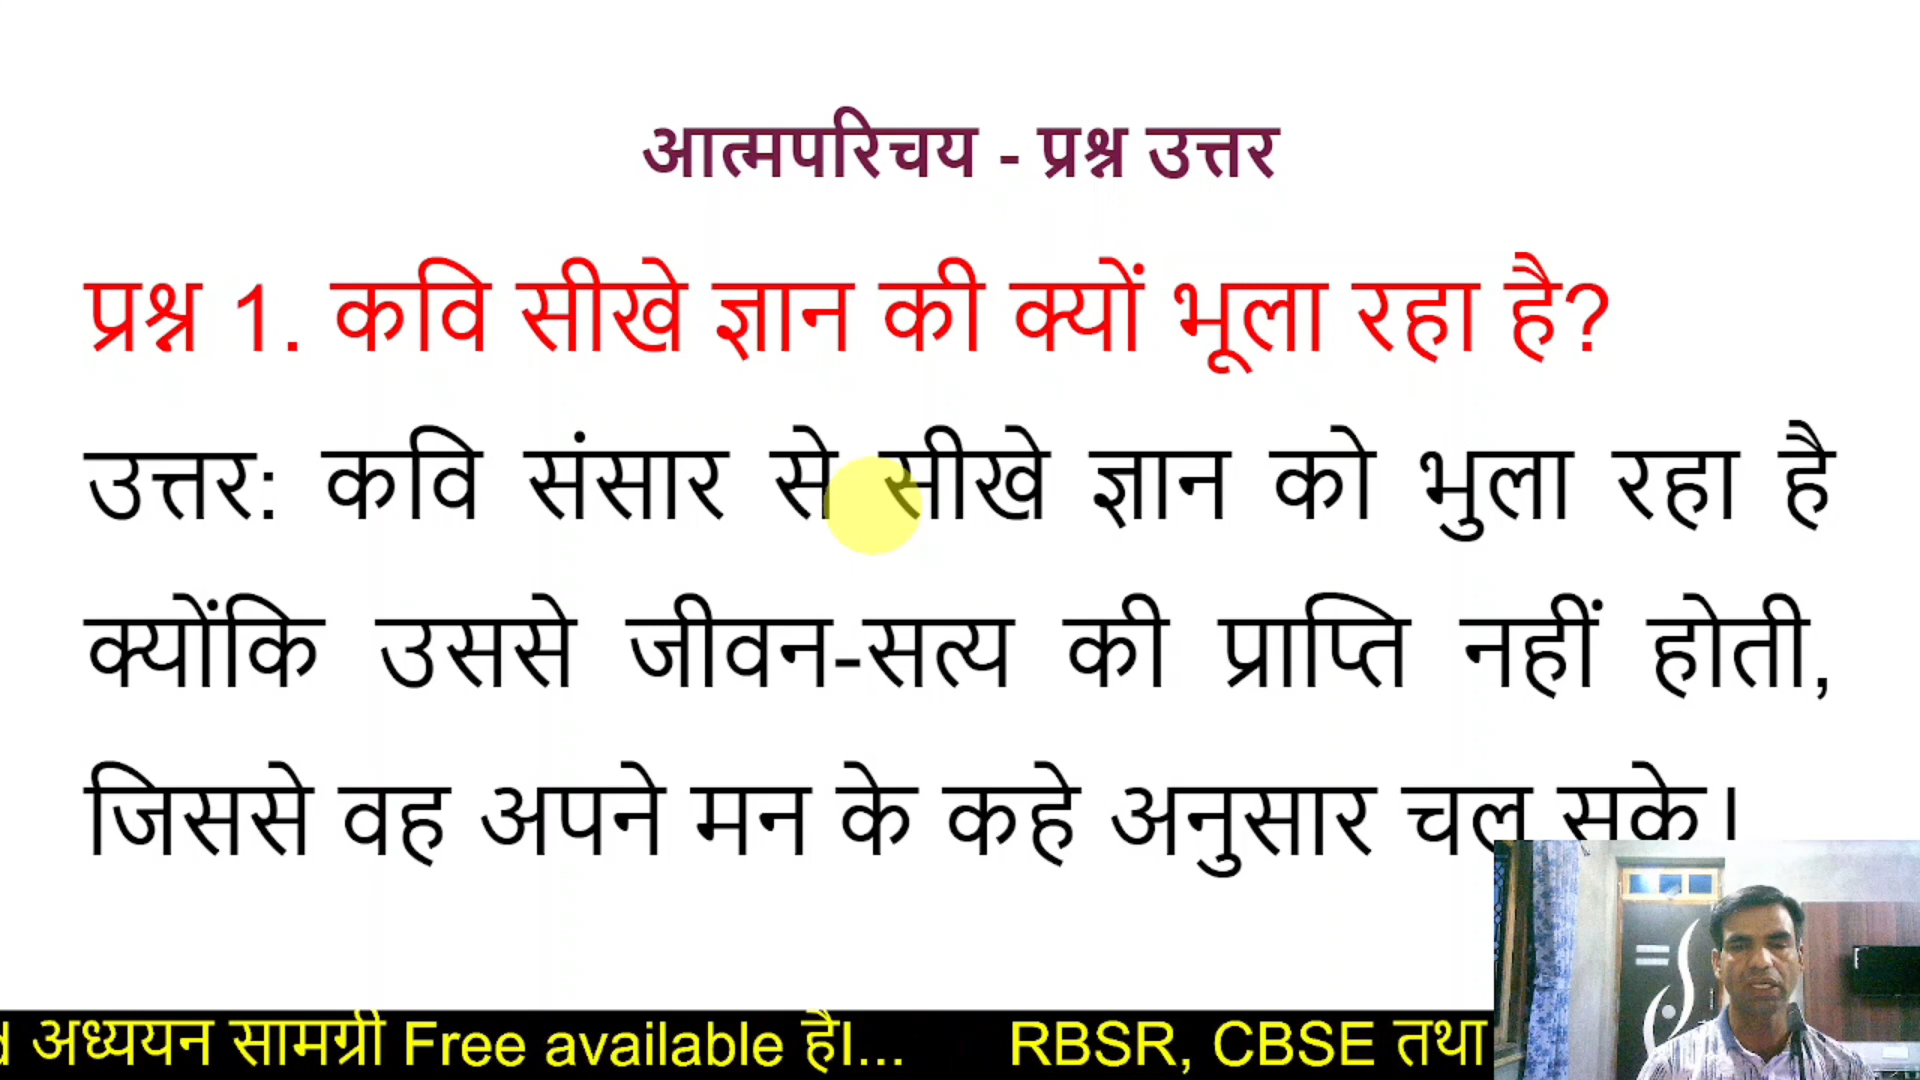 आत्मपरिचय - प्रश्न उत्तर
प्रश्न 1. कवि सीखे ज्ञान की क्यों भूला रहा है?
उत्तर: कवि संसार से सीखे ज्ञान को भुला रहा है
क्योंकि उससे जीवन-सत्य की प्राप्ति नहीं होती,
जिससे वह अपने मन के कहे अनुसार चल सके।
अध्ययन सामग्री Free available है।... RBSR, CBSE तथा